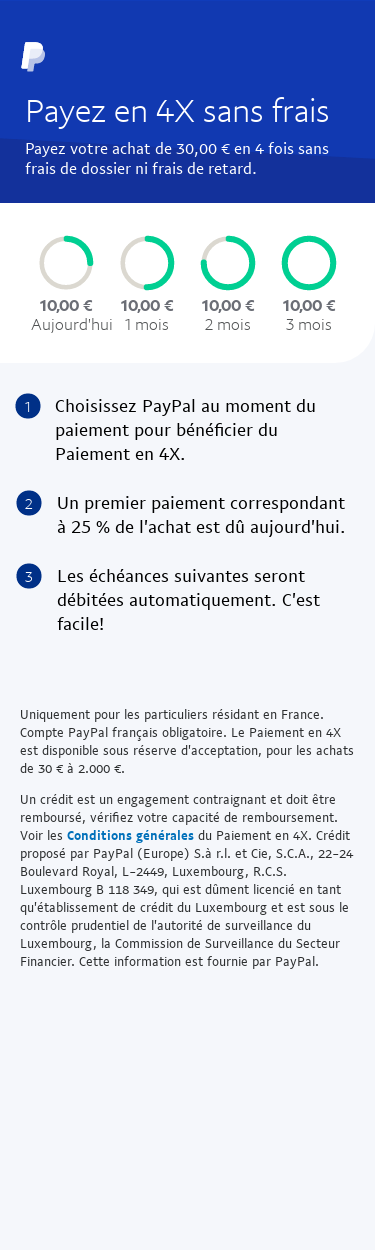 Payez en 4X sans frais
Payez votre achat de 30,00 € en 4 fois sans
frais de dossier ni frais de retard.
10,00 € 10,00 € 10,00 € 10,00 €
Aujourd'hui 1 mois 2 mois 3 mois
1 Choisissez PayPal au moment du
paiement pour bénéficier du
Paiement en 4X.
2 Un premier paiement correspondant
à 25 % de l'achat est dû aujourd'hui.
3 Les échéances suivantes seront
débitées automatiquement. C'est
facile!
Uniquement pour les particuliers résidant en France.
Compte PayPal français obligatoire. Le Paiement en 4X
est disponible sous réserve d'acceptation, pour les achats
de 30 € à 2.000 €.
Un crédit est un engagement contraignant et doit être
remboursé, vérifiez votre capacité de remboursement.
Voir les Conditions générales du Paiement en 4X. Crédit
proposé par PayPal (Europe) S.à r.l. et Cie, S.C.A., 22–24
Boulevard Royal, L–2449, Luxembourg, R.C.S.
Luxembourg B 118 349, qui est dûment licencié en tant
qu'établissement de crédit du Luxembourg et est sous le
contrôle prudentiel de l'autorité de surveillance du
Luxembourg, la Commission de Surveillance du Secteur
Financier. Cette information est fournie par PayPal.